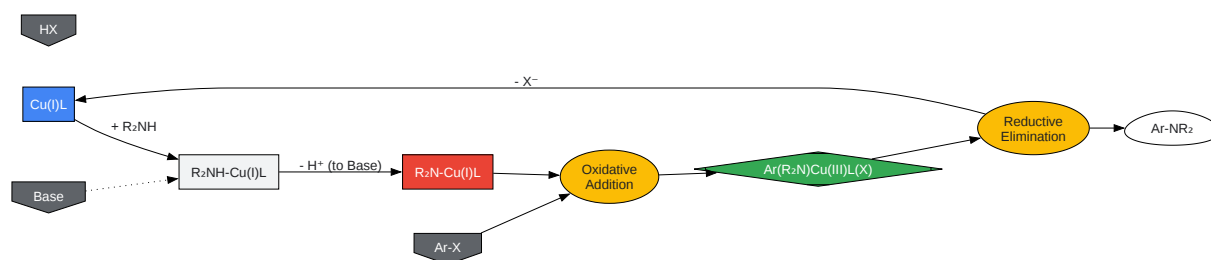 HX
- X⁻
Cu(I)L
+ R₂NH
Reductive
Elimination
Ar-NR₂
R₂NH-Cu(I)L
- H⁺ (to Base)
R₂N-Cu(I)L
Oxidative
Addition
Ar(R₂N)Cu(III)L(X)
Base
Ar-X